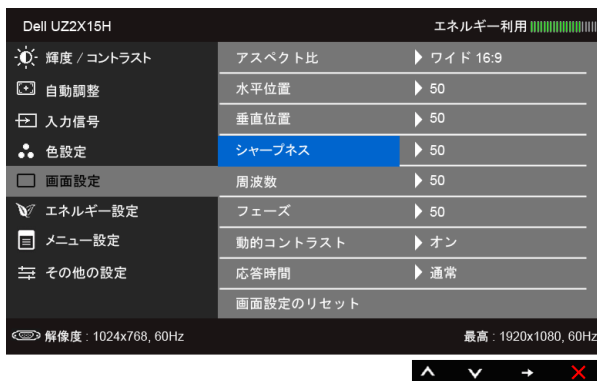 Dell UZ2X15H
エネルギー利用
輝度 / コントラスト
アスペクト比
ワイド 16:9
自動調整
水平位置
50
入力信号
垂直位置
50
色設定
シャープネス
50
画面設定
周波数
50
エネルギー設定
フェーズ
50
メニュー設定
動的コントラスト
オン
その他の設定
応答時間
通常
画面設定のリセット
解像度 : 1024x768, 60Hz
最高 : 1920x1080, 60Hz